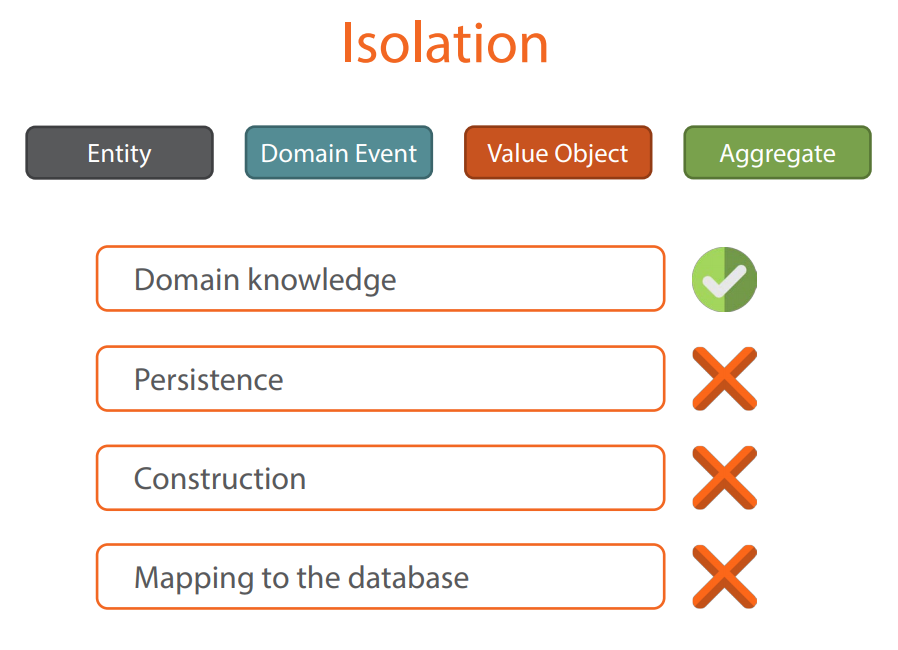 Isolation
Entity
Domain Event
Value Object
Aggregate
Domain knowledge
Persistence
Construction
Mapping to the database